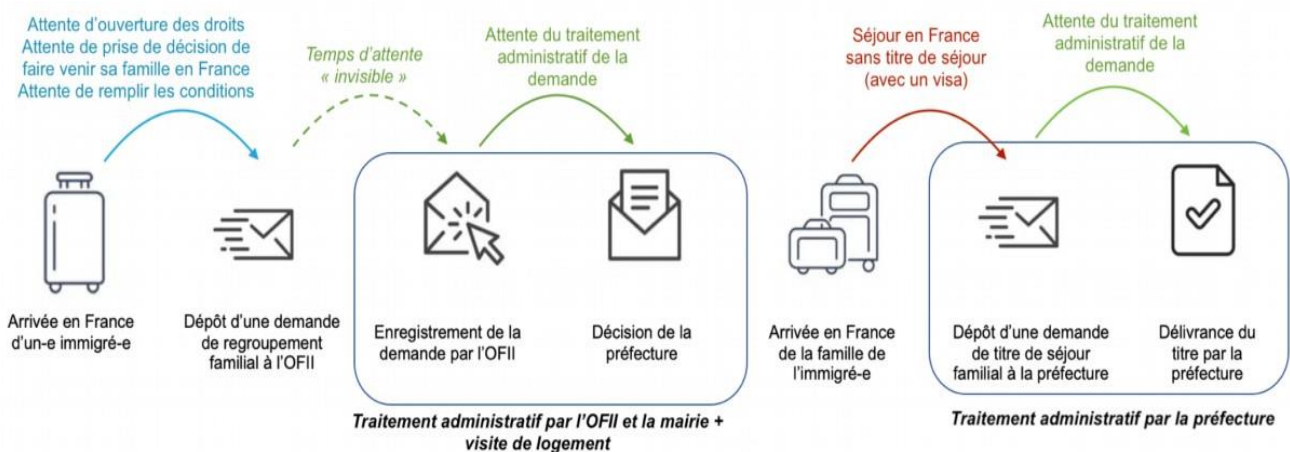 Attente d'ouverture des droits
Attente de prise de décision de
faire venir sa famille en France
Attente de remplir les conditions
Temps d'attente
« invisible »
Attente du traitement
administratif de la
demande
Séjour en France
sans titre de séjour
(avec un visa)
Attente du traitement
administratif de la
demande
Arrivée en France
d'un-e immigré-e
Dépôt d'une demande
de regroupement
familial à l'OFII
Enregistrement de la
demande par l'OFII
Décision de la
préfecture
Arrivée en France
de la famille de
l'immigré-e
Dépôt d'une demande
de titre de séjour
familial à la préfecture
Délivrance du
titre par la
préfecture
Traitement administratif par l'OFII et la mairie +
visite de logement
Traitement administratif par la préfecture